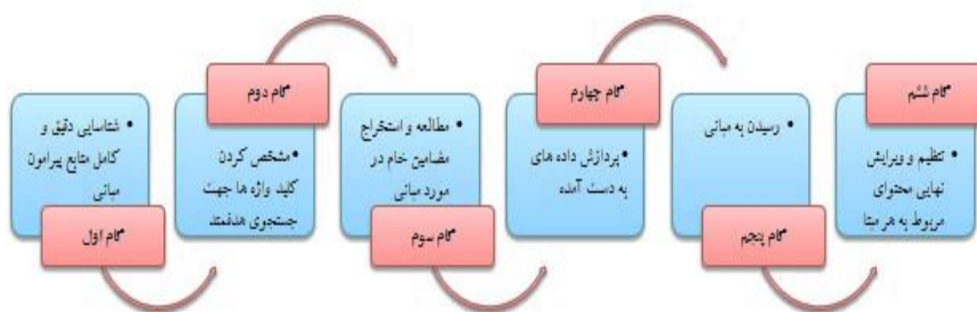 گام اول
• شناسایی دقیق و
کامل منابع پیرامون
مبانی
گام دوم
• مشخص کردن
کلید واژه ها جهت
جستجوی هدفمند
گام سوم
• مطالعه و استخراج
مضامین خام در
مورد مبانی
گام چهارم
• پردازش داده های
به دست آمده
گام پنجم
• رسیدن به مبانی
گام ششم
• تنظیم و ویرایش
نهایی محتوای
مربوط به هر مبنا